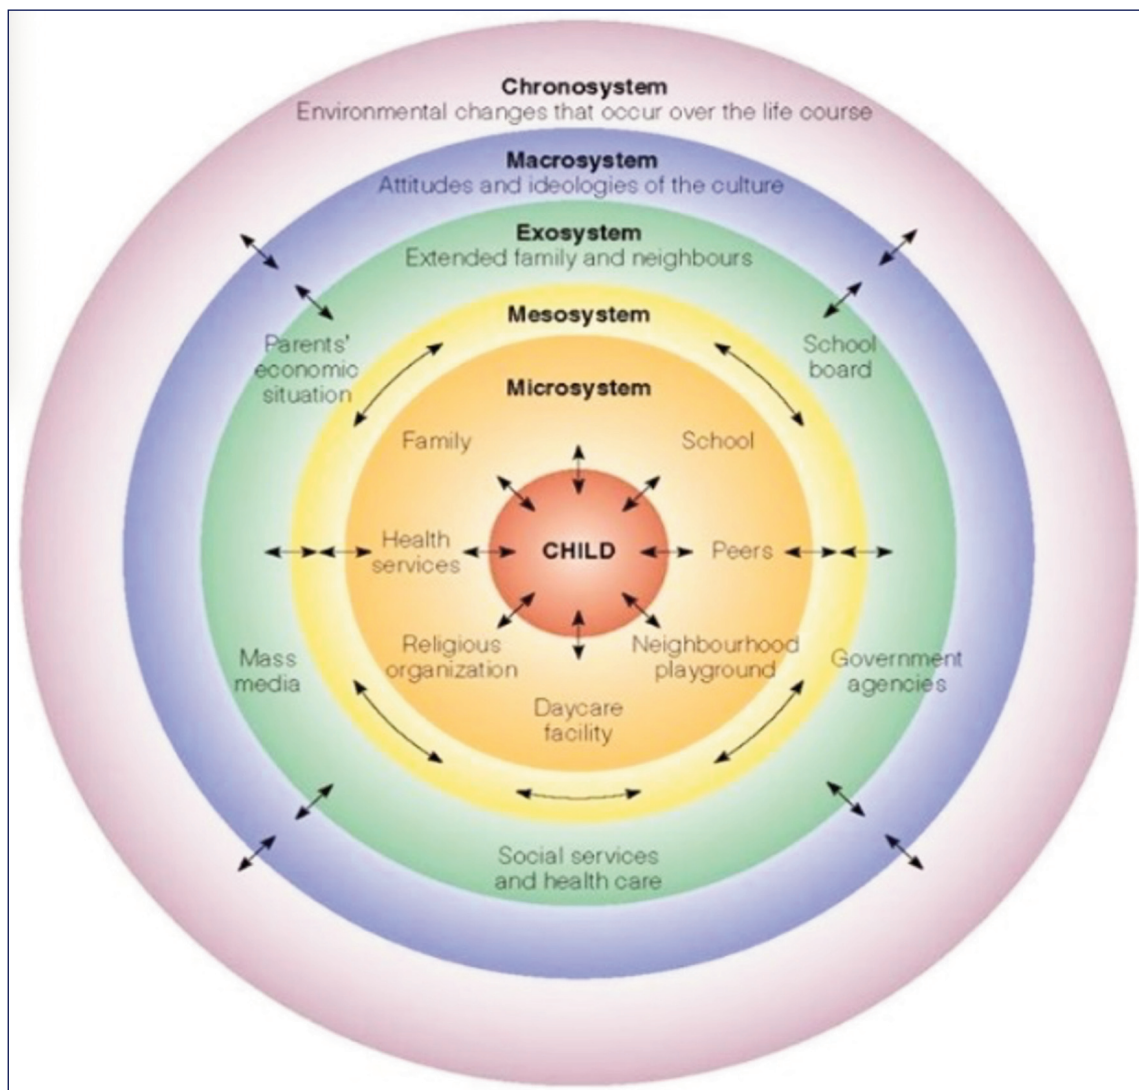 Chronosystem
Environmental changes that occur over the life course
Macrosystem
Attitudes and ideologies of the culture
Exosystem
Extended family and neighbours
Mesosystem
Parents'
economic
situation
School
board
Microsystem
Family
School
Health
services
CHILD
Peers
Religious
organization
Neighbourhood
playground
Mass
media
Government
agencies
Daycare
facility
Social services
and health care